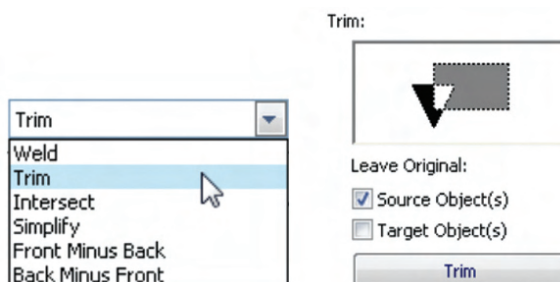 Trim
Weld
Trim
Intersect
Simplify
Front Minus Back
Back Minus Front
Trim:
Leave Original:
Source Object(s)
Target Object(s)
Trim